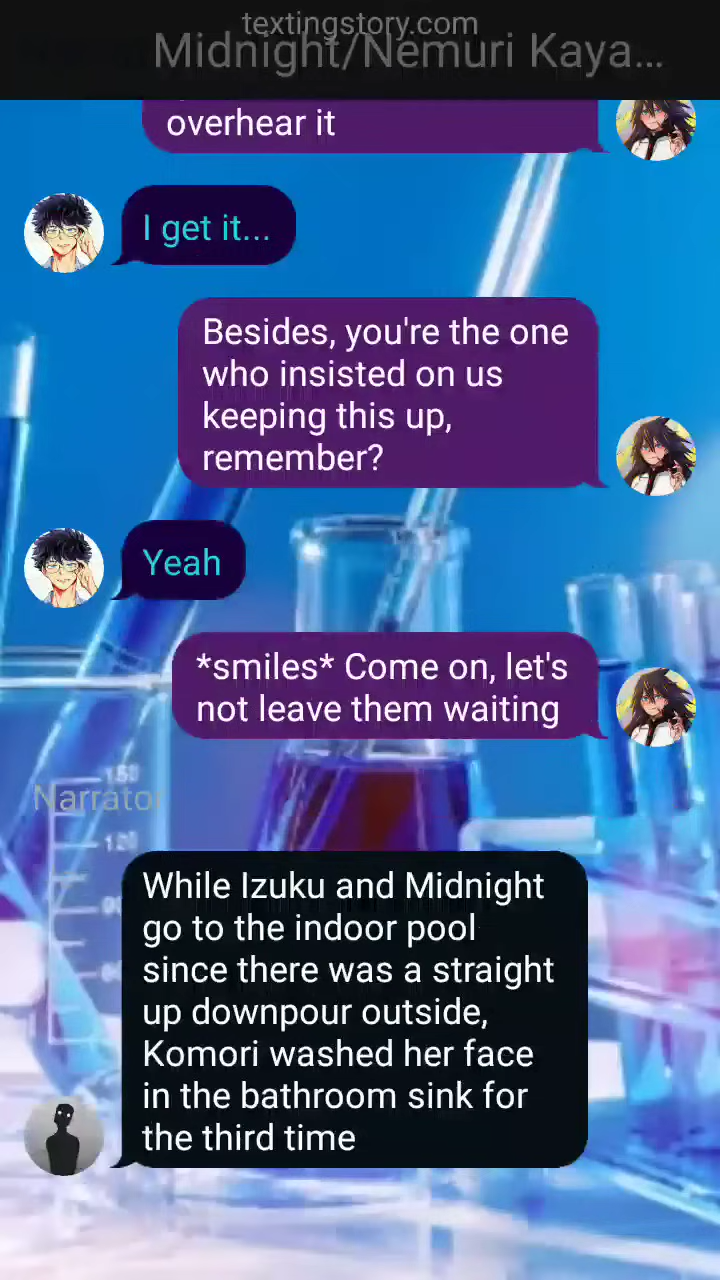 textingstory.com
Midnight/Nemuri Kaya...
overhear it
I get it...
Besides, you're the one
who insisted on us
keeping this up,
remember?
Yeah
*smiles* Come on, let's
not leave them waiting
150
Narrator
120
While Izuku and Midnight
go to the indoor pool
since there was a straight
up downpour outside,
Komori washed her face
in the bathroom sink for
the third time